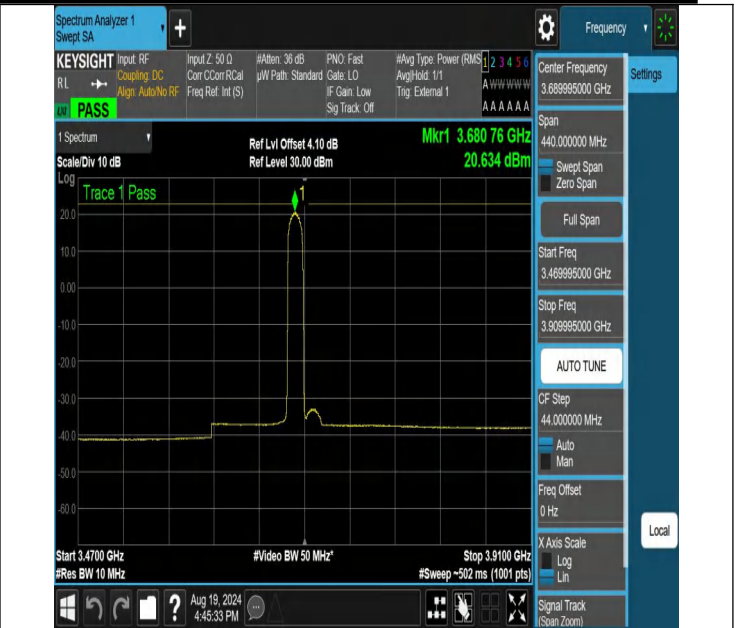 Spectrum Analyzer 1
Swept SA
+
Frequency
KEYSIGHT
RL
PASS
Input: RF
Coupling: DC
Align: Auto/No RF
Input Z: 50 Ω
Corr CCorr RCal
Freq Ref: Int (S)
#Atten: 36 dB
µW Path: Standard
PNO: Fast
Gate: LO
IF Gain: Low
Sig Track: Off
#Avg Type: Power (RMS
Avg|Hold: 1/1
Trig: External 1
1 2 3 4 5 6
A W W W W W
A A A A A A
Center Frequency
3.689995000 GHz
Settings
1 Spectrum
Scale/Div 10 dB
Ref Lvl Offset 4.10 dB
Ref Level 30.00 dBm
Mkr1 3.680 76 GHz
20.634 dBm
Log
Trace 1 Pass
1
20.0
10.0
0.00
-10.0
-20.0
-30.0
-40.0
-50.0
-60.0
Start 3.4700 GHz
#Res BW 10 MHz
#Video BW 50 MHz*
Stop 3.9100 GHz
#Sweep ~502 ms (1001 pts)
Span
440.000000 MHz
Swept Span
Zero Span
Full Span
Start Freq
3.469995000 GHz
Stop Freq
3.909995000 GHz
AUTO TUNE
CF Step
44.000000 MHz
Auto
Man
Freq Offset
0 Hz
X Axis Scale
Log
Lin
Signal Track
(Span Zoom)
Local
?
Aug 19, 2024
4:45:33 PM